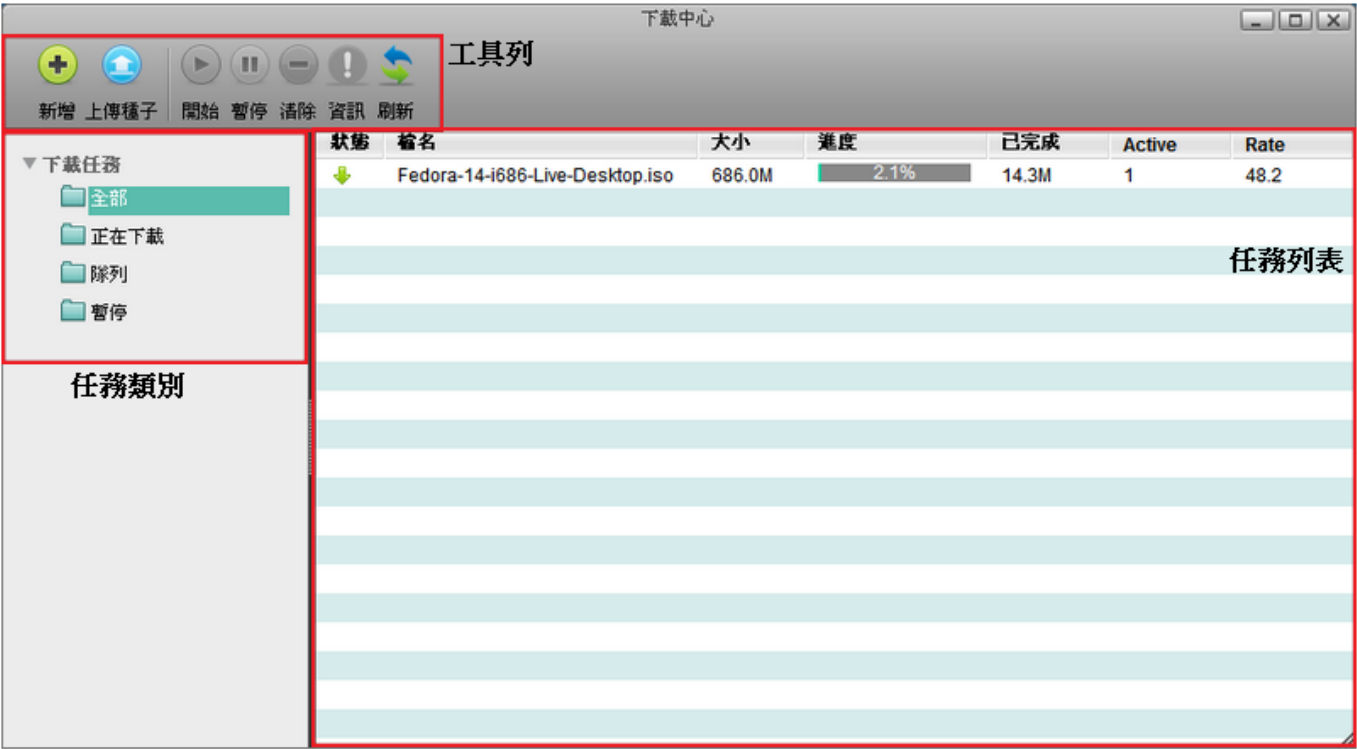 下載中心
工具列
新增 上傳種子 開始 暫停 清除 資訊 刷新
下載任務
全部
正在下載
隊列
暫停
任務類別
狀態 檔名 大小 進度 已完成 Active Rate
Fedora-14-i686-Live-Desktop.iso 686.0M 2.1% 14.3M 1 48.2
任務列表